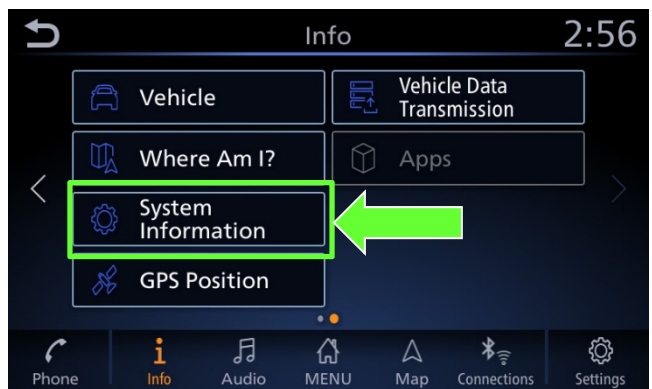 Info
2:56
Vehicle
Vehicle Data
Transmission
Where Am I?
Apps
System
Information
GPS Position
Phone
Info
Audio
MENU
Map
Connections
Settings